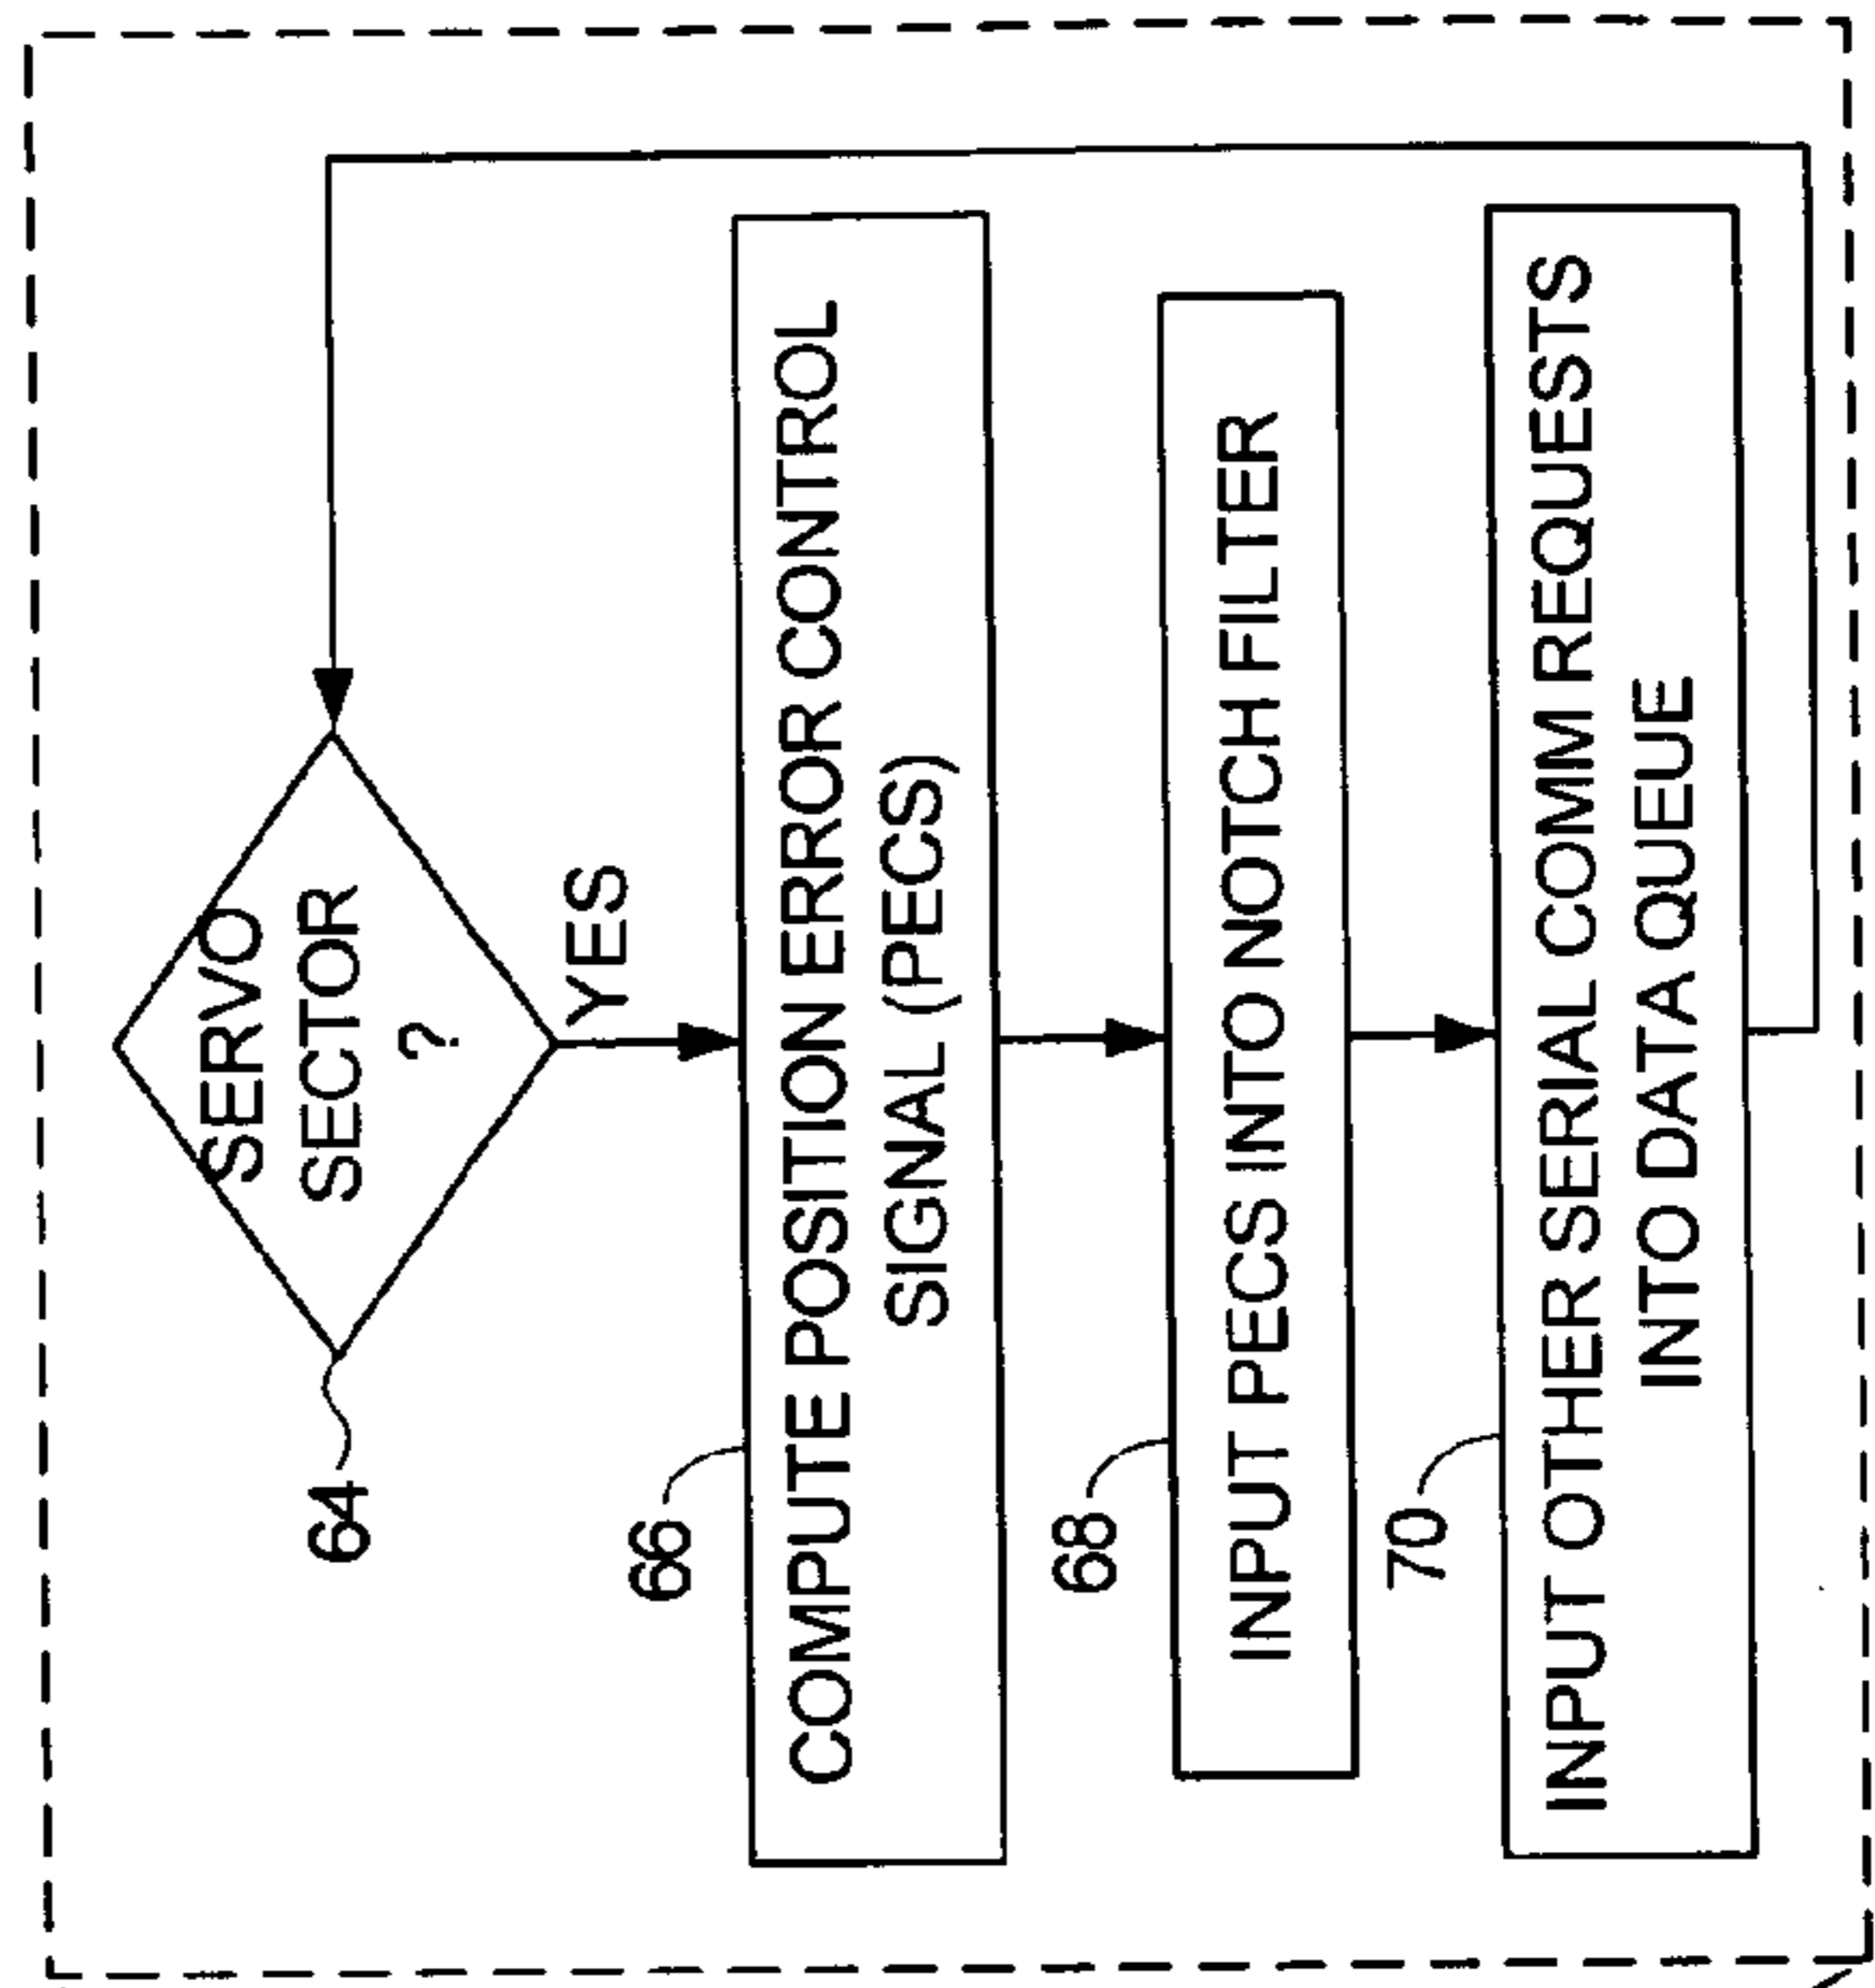 SERVO
SECTOR
?
64
YES
66
COMPUTE POSITION ERROR CONTROL
SIGNAL (PECS)
68
INPUT PECS INTO NOTCH FILTER
70
INPUT OTHER SERIAL COMM REQUESTS
INTO DATA QUEUE